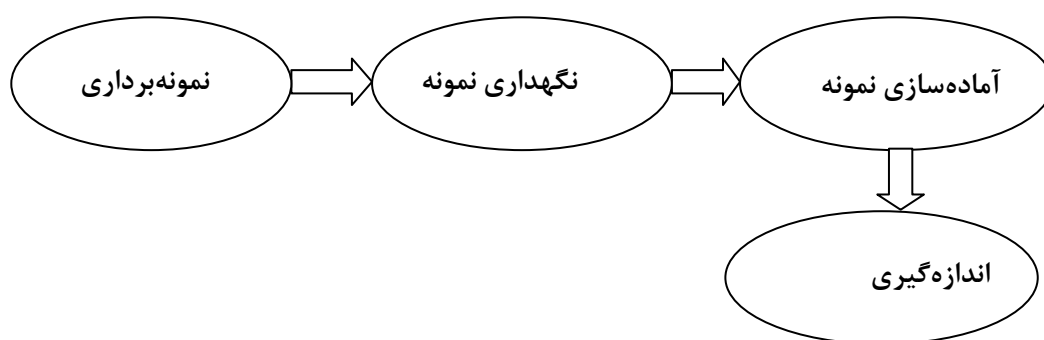 نمونه‌برداری
نگهداری نمونه
آماده‌سازی نمونه
اندازه‌گیری